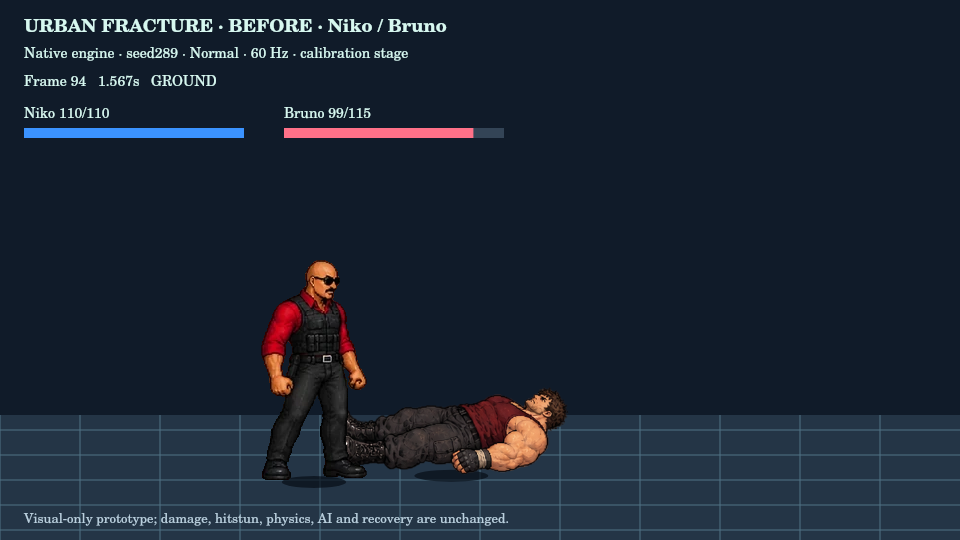 URBAN FRACTURE · BEFORE · Niko / Bruno
Native engine · seed289 · Normal · 60 Hz · calibration stage
Frame 94 1.567s GROUND
Niko 110/110 Bruno 99/115
Visual-only prototype; damage, hitstun, physics, AI and recovery are unchanged.